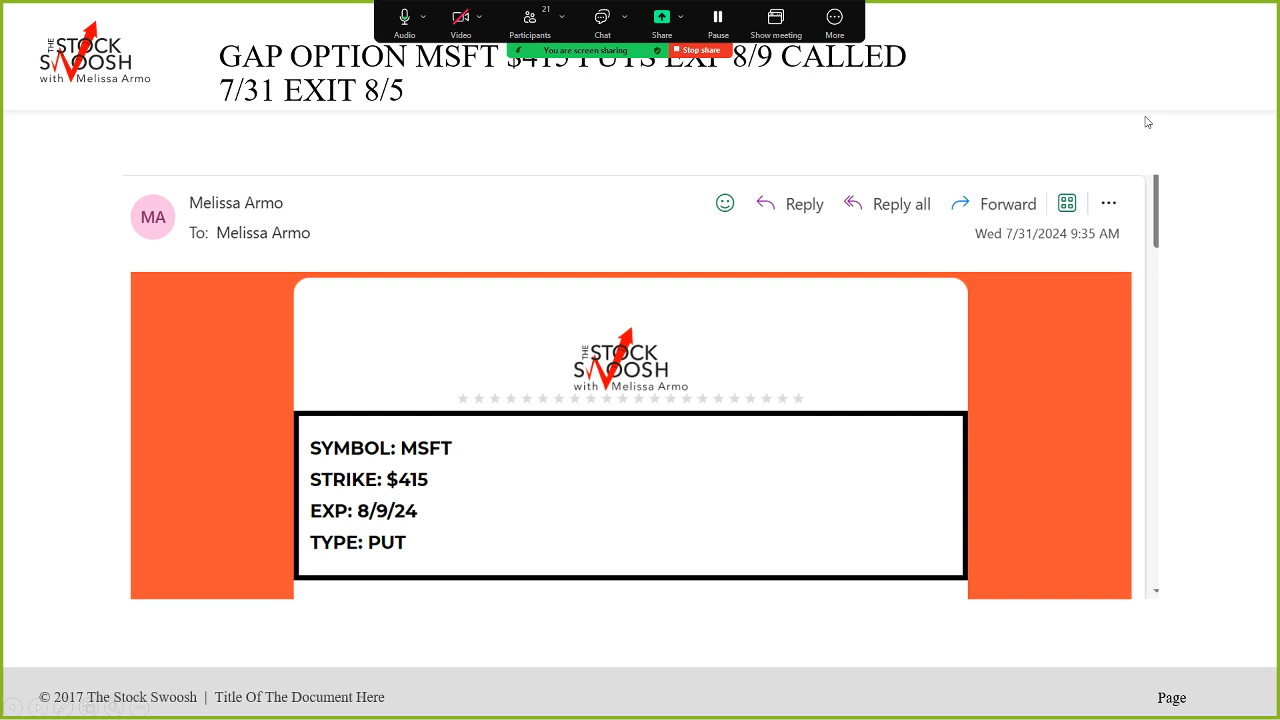 21
Audio
Video
Participants
Chat
Share
Pause
Show meeting
More
You are screen sharing
Stop share
THE STOCK
SWOOSH
with Melissa Armo
GAP OPTION MSFT $415 PUTS EXP 8/9 CALLED
7/31 EXIT 8/5
MA
Melissa Armo
To: Melissa Armo
Reply
Reply all
Forward
Wed 7/31/2024 9:35 AM
THE STOCK
SWOOSH
with Melissa Armo
SYMBOL: MSFT
STRIKE: $415
EXP: 8/9/24
TYPE: PUT
© 2017 The Stock Swoosh | Title Of The Document Here
Page